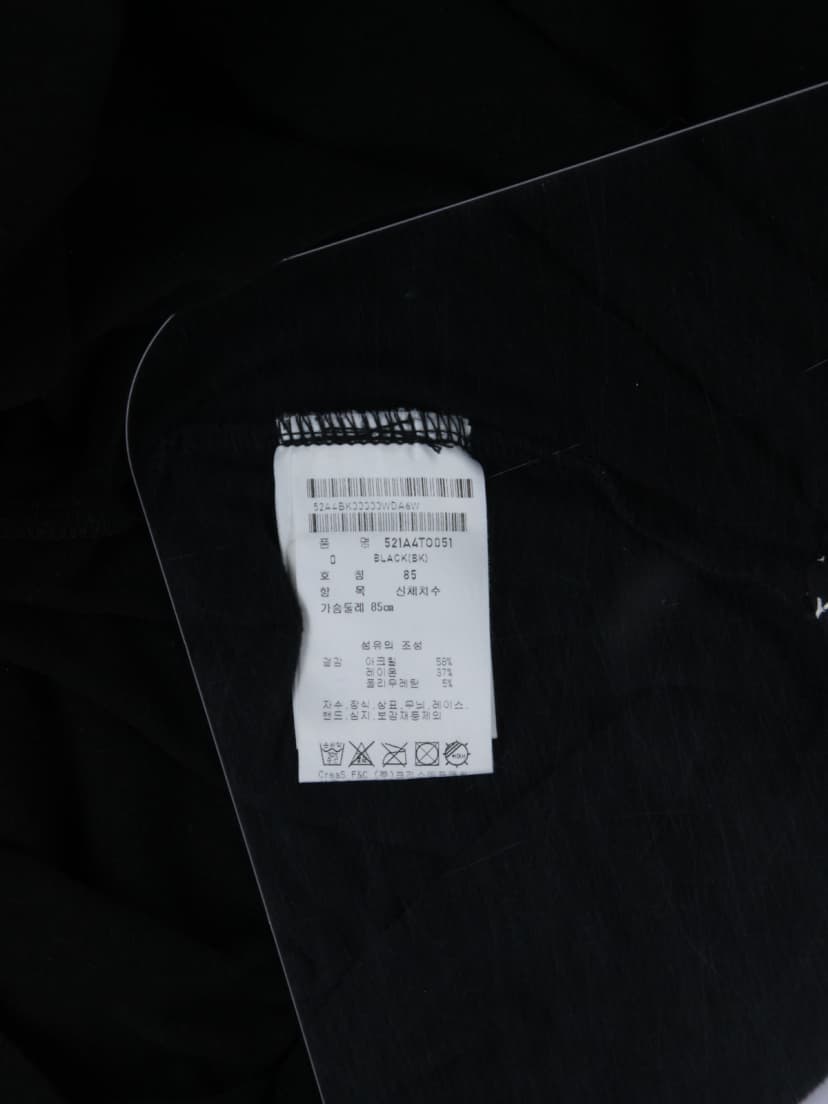 품 명 521A4TO051
0 BLACK(BK)
호 칭 85
항 목 신체치수
가슴둘레 85cm
섬유의 조성
겉감 아크릴 58%
레이온 37%
폴리우레탄 5%
자수.장식.상표.무늬.레이스.
밴드.심지.보강재등제외
CreaS F&C (주)